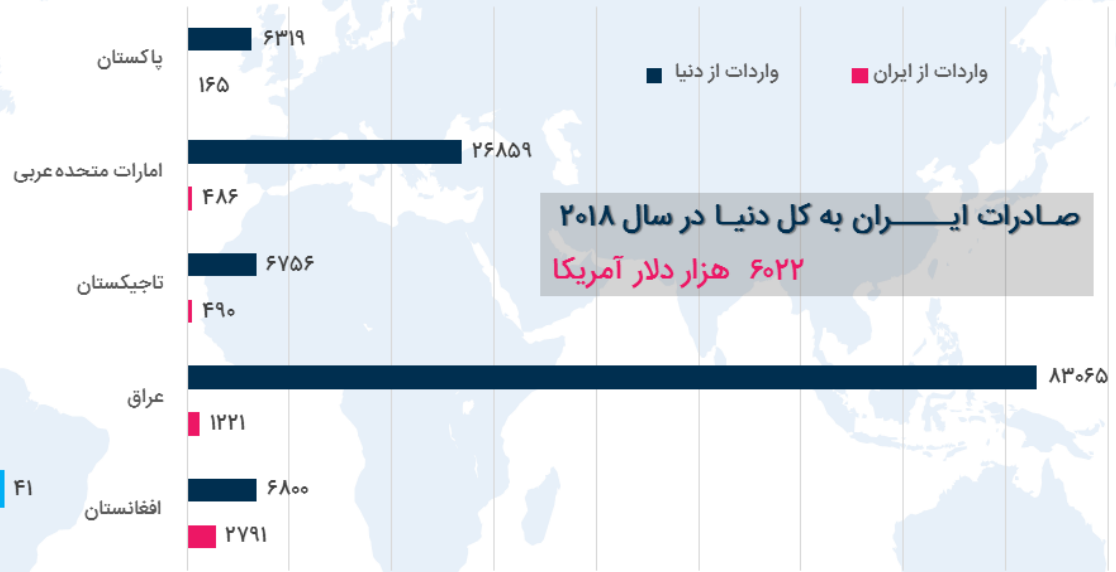 واردات از ایران
واردات از دنیا
صـادرات ایـــــران به کل دنیـا در سال ۲۰۱۸
۶۰۲۲ هزار دلار آمریکا
پاکستان
۶۳۱۹
۱۶۵
امارات متحده عربی
۲۶۸۵۹
۴۸۶
تاجیکستان
۶۷۵۶
۴۹۰
عراق
۸۳۰۶۵
۱۲۲۱
افغانستان
۶۸۰۰
۲۷۹۱
۴۱